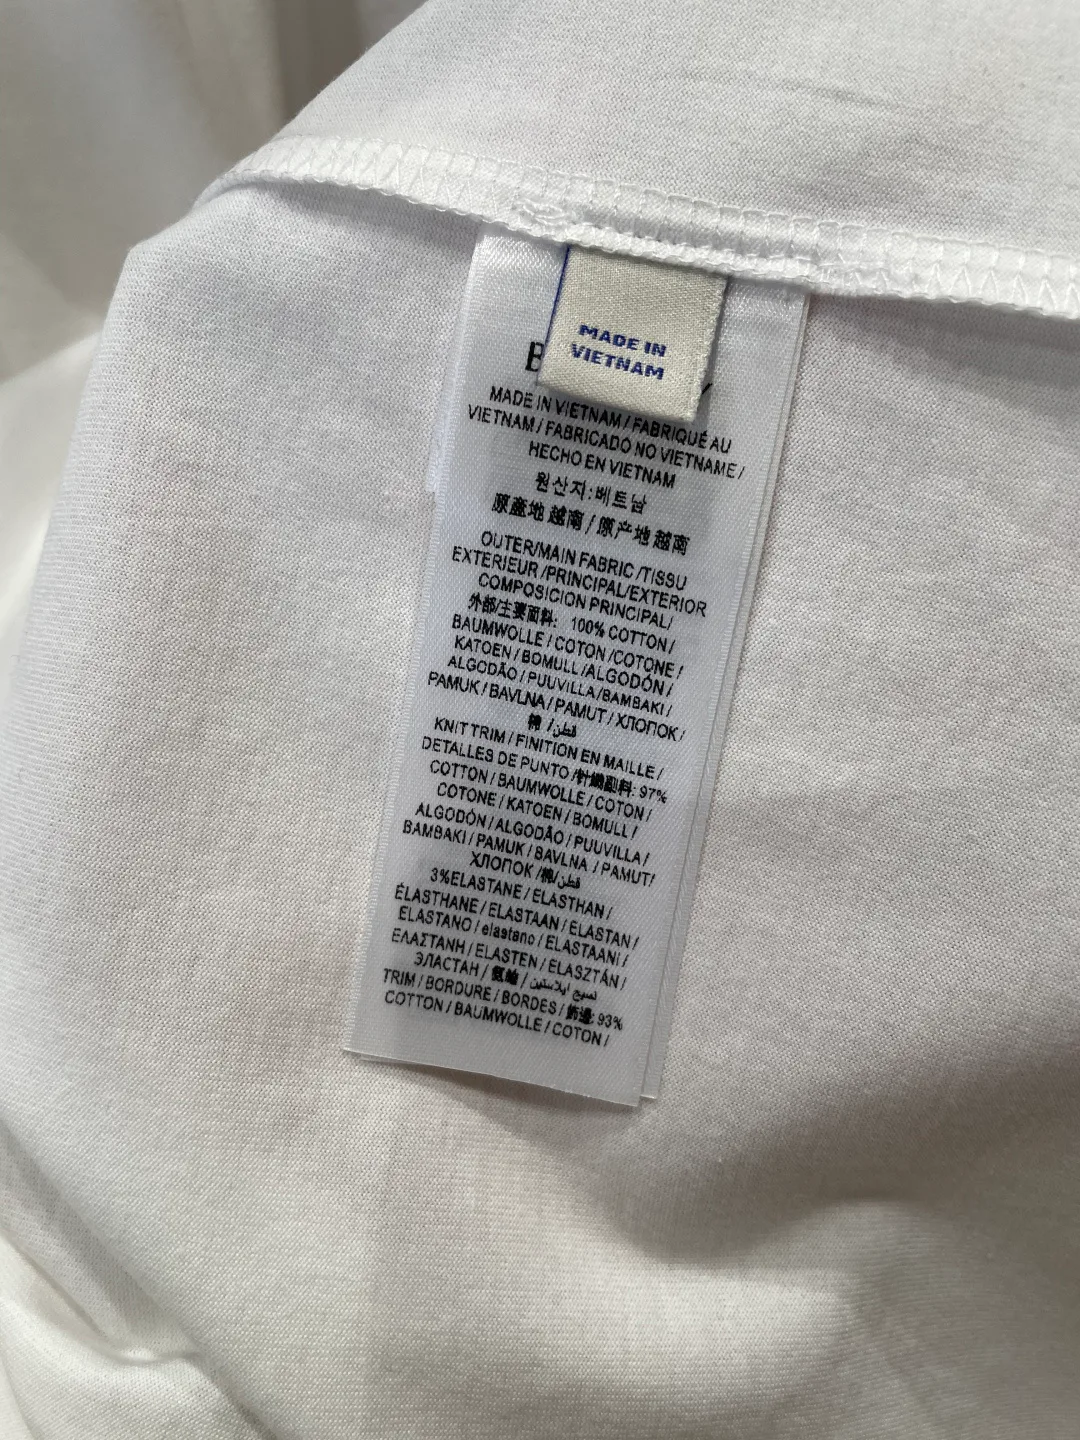 MADE IN
VIETNAM
MADE IN VIETNAM / FABRIQUÉ AU
VIETNAM / FABRICADO NO VIETNAME /
HECHO EN VIETNAM
원산지:베트남
原產地 越南 / 原产地 越南
OUTER/MAIN FABRIC /TISSU
EXTERIEUR /PRINCIPAL/EXTERIOR
COMPOSICION PRINCIPAL/
外部/主要面料: 100% COTTON /
BAUMWOLLE / COTON /COTONE /
KATOEN / BOMULL /ALGODÓN /
ALGODÃO / PUUVILLA /BAMBAKI /
PAMUK / BAVLNA / PAMUT / ХЛОПОК /
棉 / قطن
KNIT TRIM / FINITION EN MAILLE /
DETALLES DE PUNTO /針織副料: 97%
COTTON / BAUMWOLLE / COTON /
COTONE / KATOEN / BOMULL /
ALGODÓN / ALGODÃO / PUUVILLA /
BAMBAKI / PAMUK / BAVLNA / PAMUT/
ХЛОПОК /棉/ قطن
3%ELASTANE / ELASTHAN /
ÉLASTHANE / ELASTAAN / ELASTAN /
ELASTANO / elastano / ELASTAANI /
ΕΛΑΣΤΑΝΗ / ELASTEN / ELASZTÁN /
ЭЛАСТАН / 氨綸 / نسيج ايلاستين
TRIM / BORDURE / BORDES / 飾邊: 93%
COTTON / BAUMWOLLE / COTON /